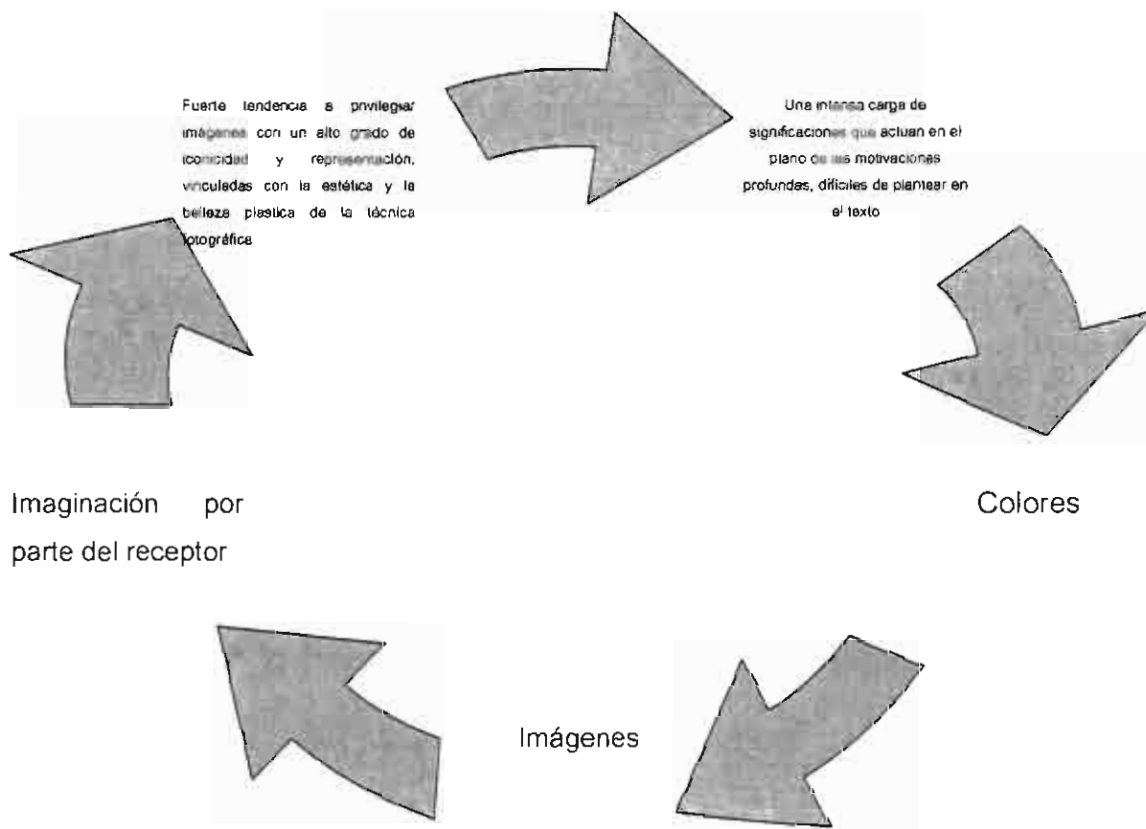 Fuerte tendencia a privilegiar
imágenes con un alto grado de
iconicidad y representación,
vinculadas con la estética y la
belleza plastica de la técnica
fotográfica
Una intensa carga de
significaciones que actuan en el
plano de las motivaciones
profundas, difíciles de plantear en
el texto
Colores
Imágenes
Imaginación por
parte del receptor